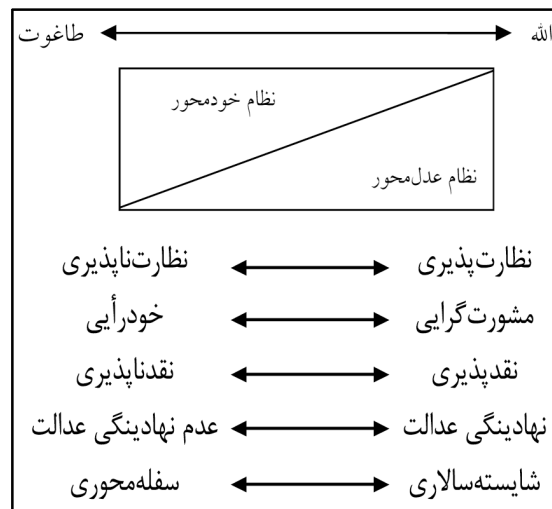 الله طاغوت
نظام خودمحور
نظام عدل‌محور
نظارت‌پذیری نظارت‌ناپذیری
مشورت‌گرایی خودرأیی
نقدپذیری نقدناپذیری
نهادینگی عدالت عدم نهادینگی عدالت
شایسته‌سالاری سفله‌محوری